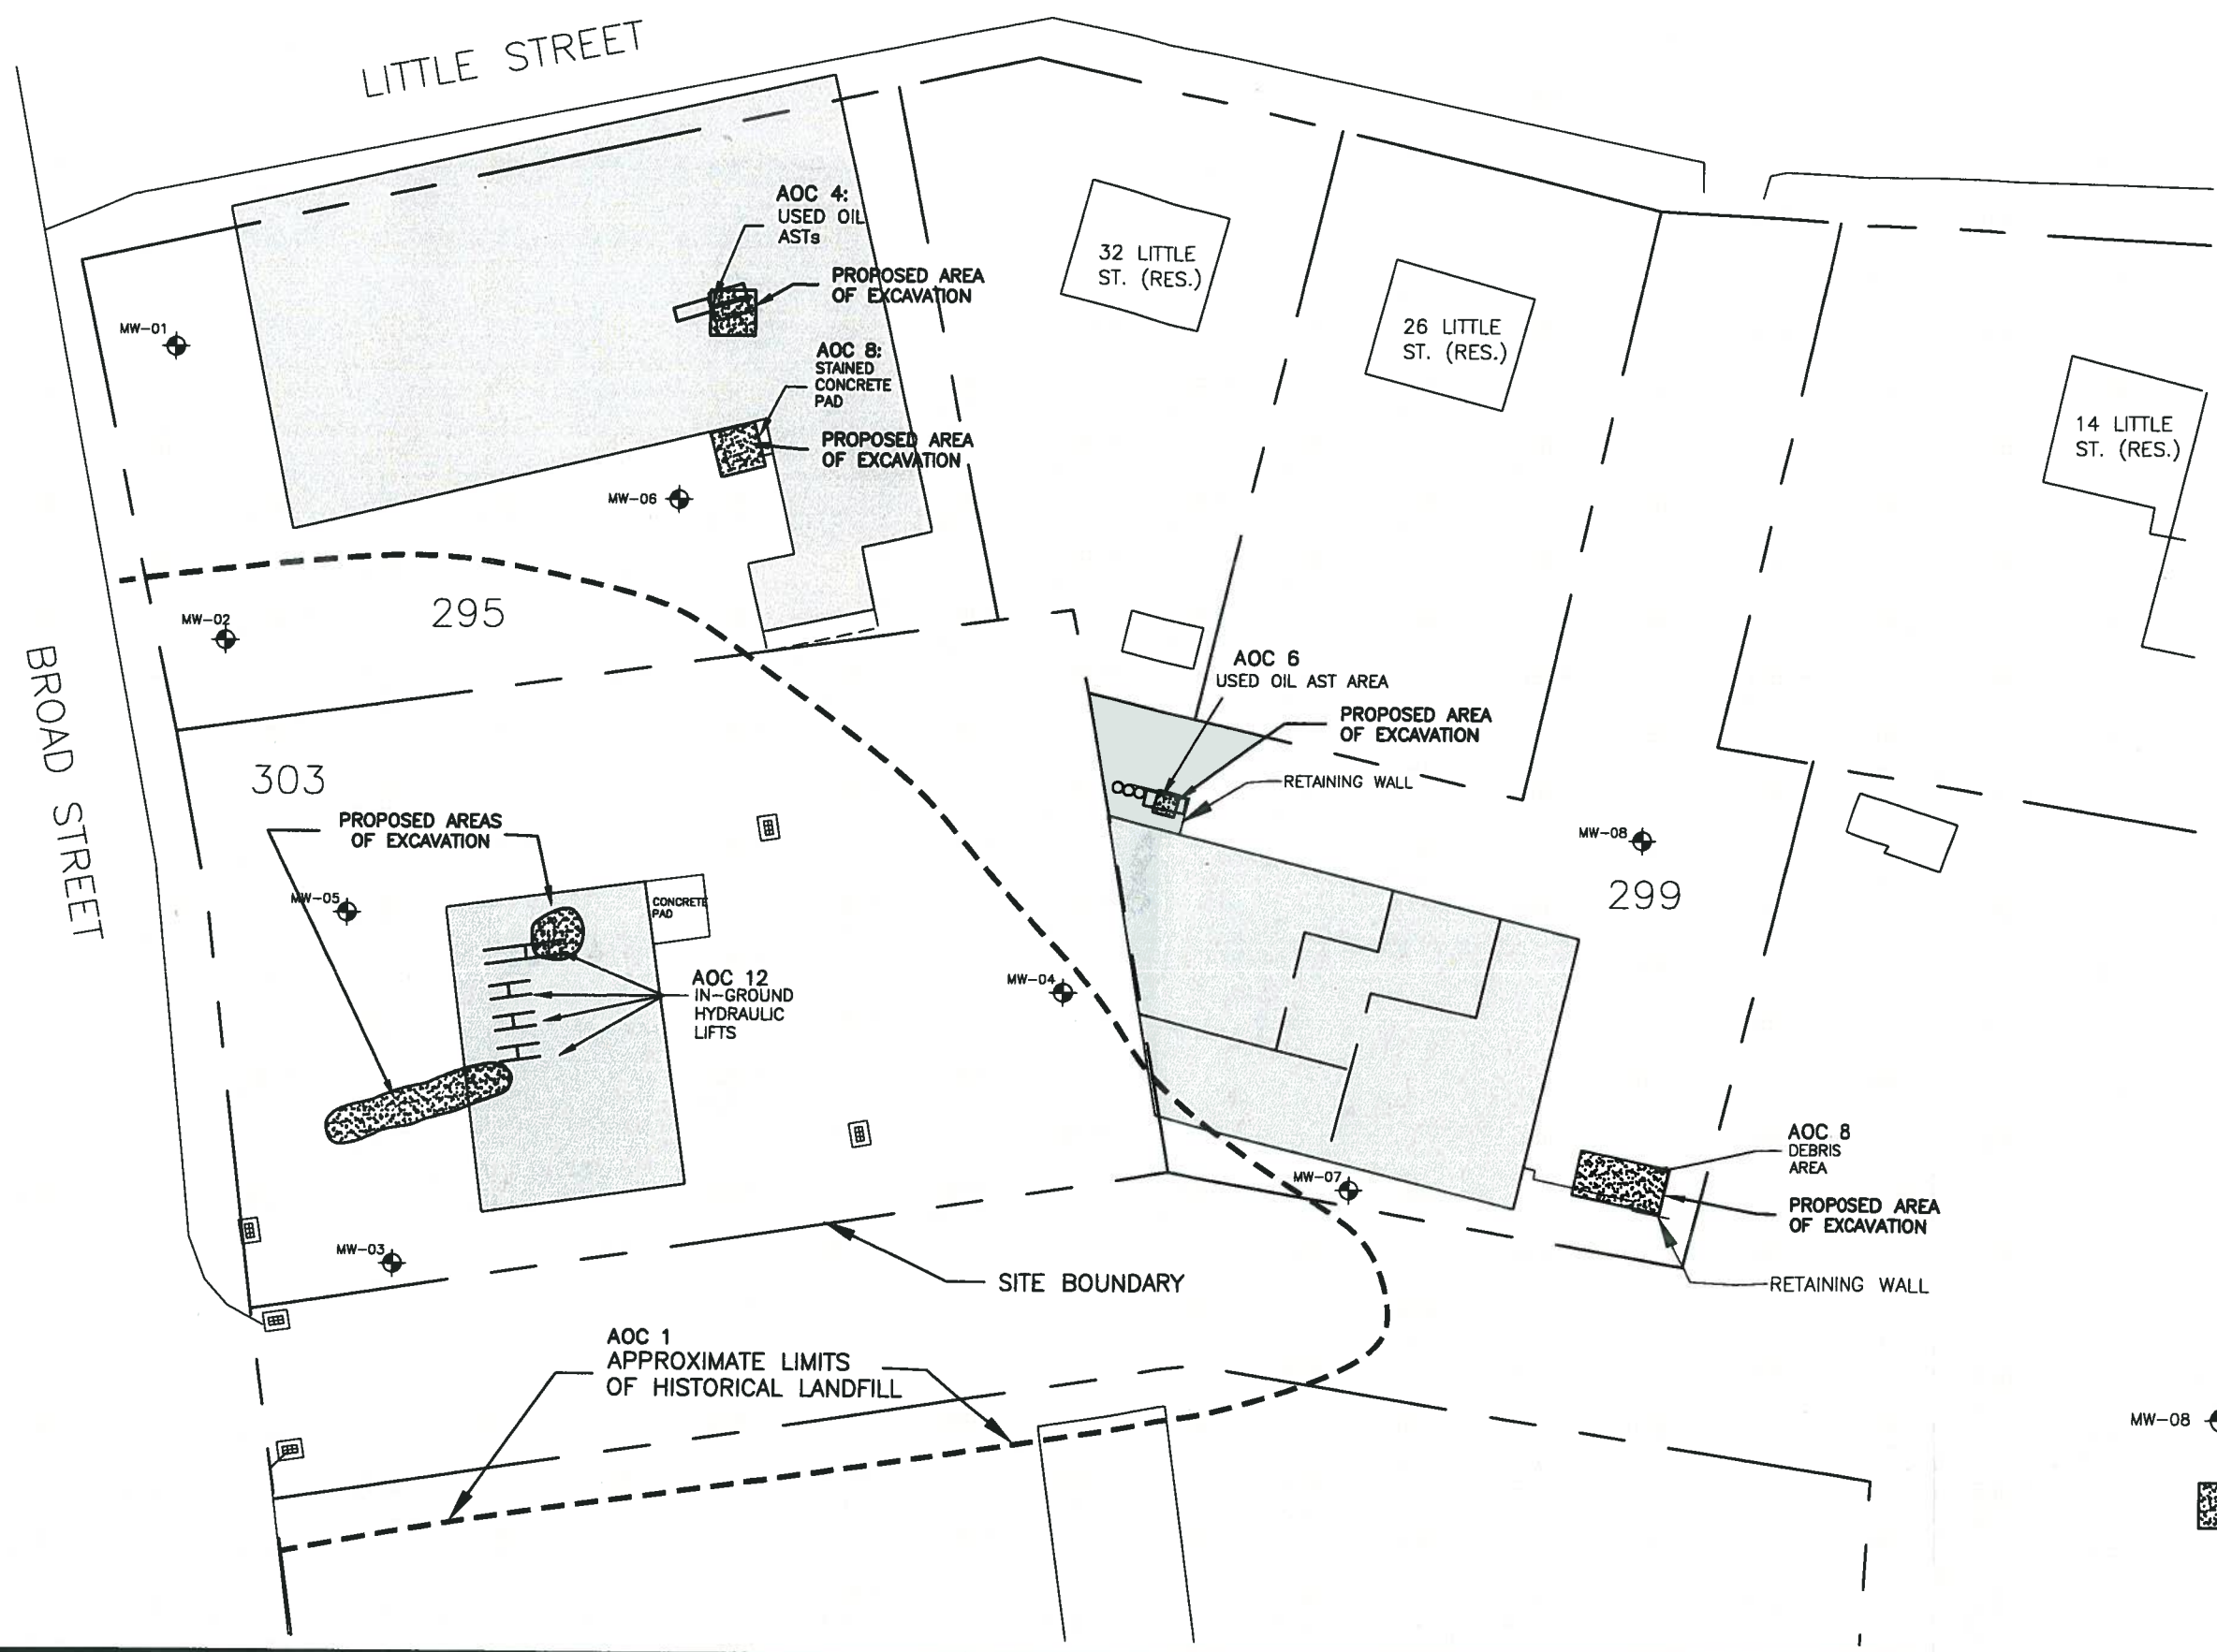 LITTLE STREET
AOC 4:
USED OIL
ASTs
PROPOSED AREA
OF EXCAVATION
32 LITTLE
ST. (RES.)
26 LITTLE
ST. (RES.)
14 LITTLE
ST. (RES.)
MW-01
AOC 8:
STAINED
CONCRETE
PAD
PROPOSED AREA
OF EXCAVATION
MW-06
MW-02
295
BROAD STREET
AOC 6
USED OIL AST AREA
PROPOSED AREA
OF EXCAVATION
RETAINING WALL
303
PROPOSED AREAS
OF EXCAVATION
MW-08
299
MW-05
CONCRETE
PAD
AOC 12
IN-GROUND
HYDRAULIC
LIFTS
MW-04
AOC 8
DEBRIS
AREA
MW-07
PROPOSED AREA
OF EXCAVATION
MW-03
SITE BOUNDARY
RETAINING WALL
AOC 1
APPROXIMATE LIMITS
OF HISTORICAL LANDFILL
MW-08